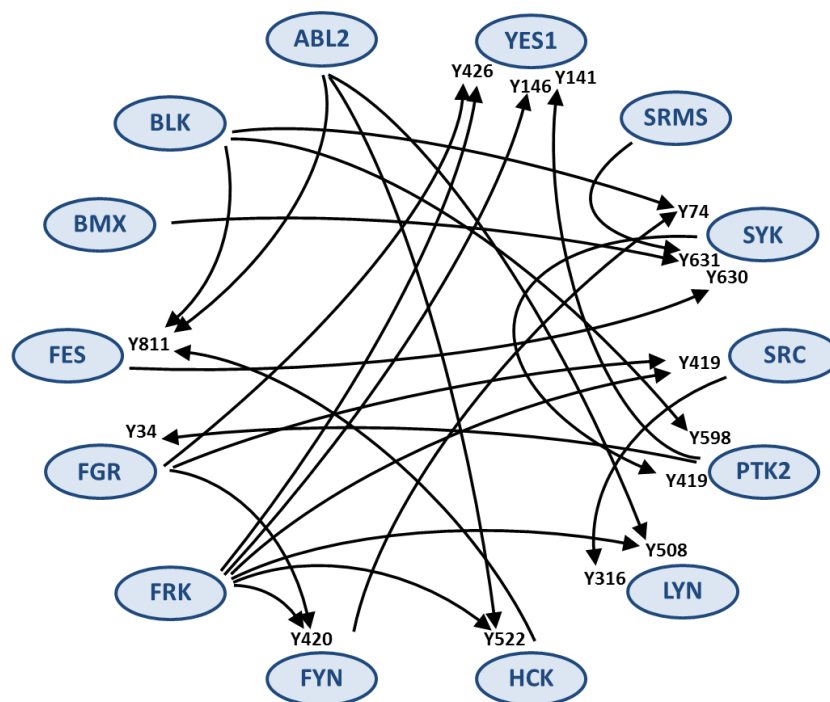 ABL2
YES1
Y426
Y146
Y141
BLK
SRMS
BMX
Y74
SYK
Y631
Y630
Y811
FES
Y419
SRC
Y34
Y598
FGR
Y419
PTK2
Y508
Y316
FRK
LYN
Y420
Y522
FYN
HCK